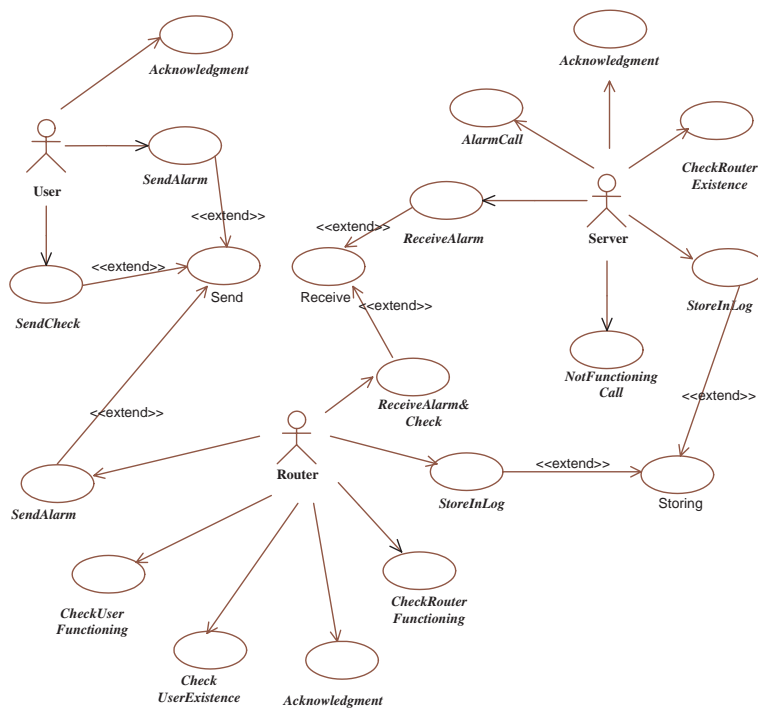 Acknowledgment
Acknowledgment
AlarmCall
CheckRouter
Existence
SendAlarm
User
<<extend>>
<<extend>>
ReceiveAlarm
Server
<<extend>>
Send
Receive
<<extend>>
StoreInLog
SendCheck
NotFunctioning
Call
ReceiveAlarm&
Check
<<extend>>
<<extend>>
Router
<<extend>>
SendAlarm
StoreInLog
Storing
CheckUser
Functioning
CheckRouter
Functioning
Check
UserExistence
Acknowledgment